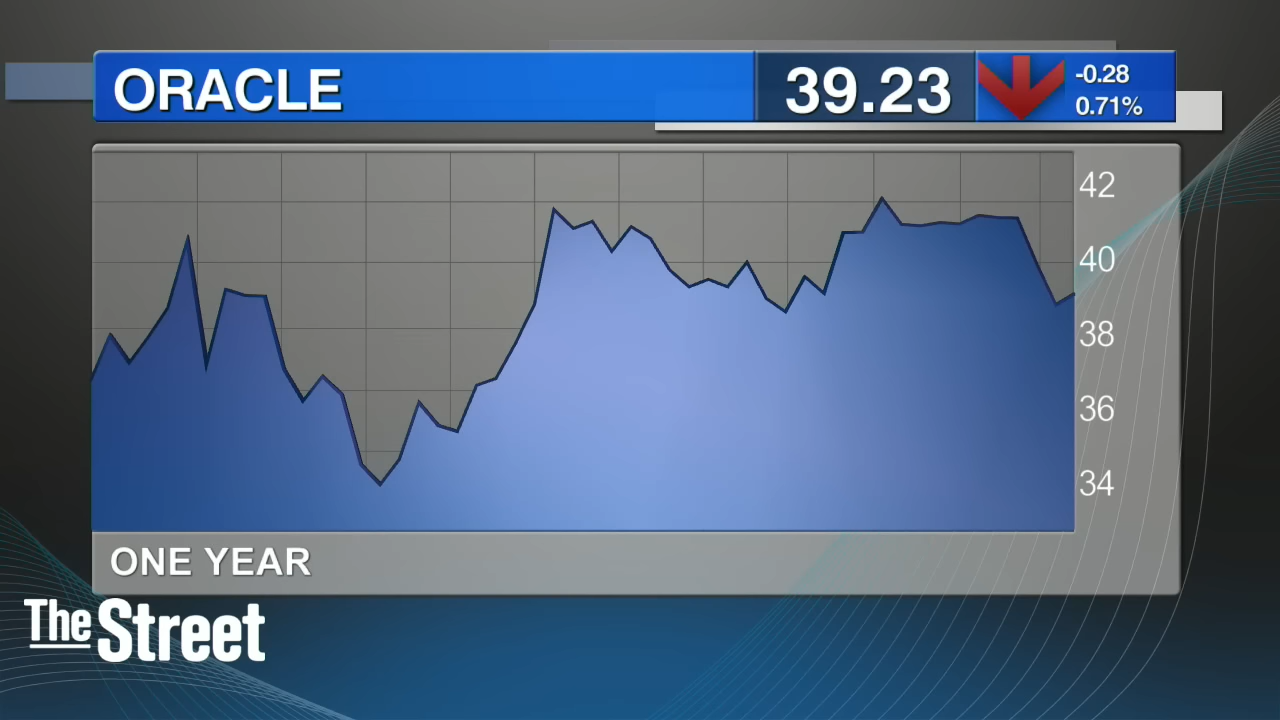 ORACLE
39.23
-0.28
0.71%
42
40
38
36
34
ONE YEAR
The Street